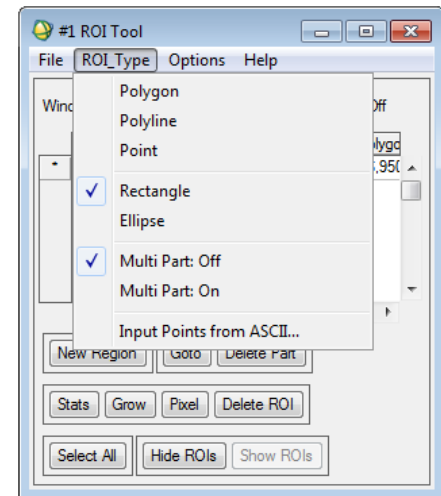 #1 ROI Tool
File ROI_Type Options Help
Polygon
Polyline
Point
Rectangle
Ellipse
Multi Part: Off
Multi Part: On
Input Points from ASCII...
New Region Goto Delete Part
Stats Grow Pixel Delete ROI
Select All Hide ROIs Show ROIs